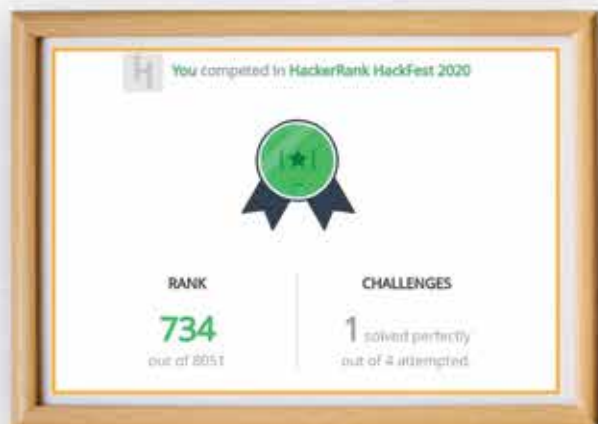 You competed in HackerRank HackFest 2020
RANK
734
out of 8051
CHALLENGES
1 solved perfectly
out of 4 attempted